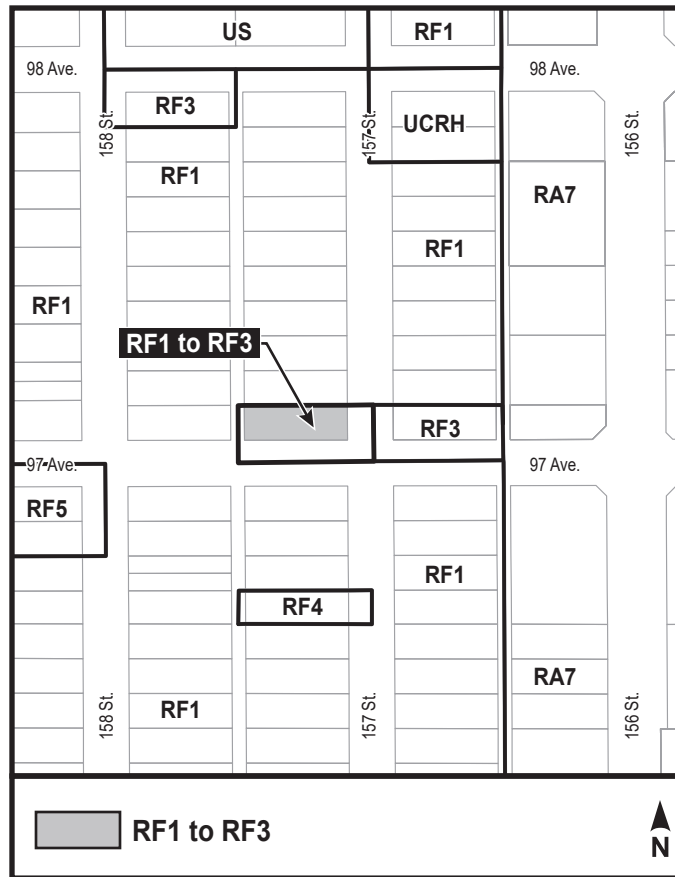 US
RF1
98 Ave.
98 Ave.
RF3
158 St.
157 St.
UCRH
156 St.
RF1
RA7
RF1
RF1
RF1 to RF3
RF3
97 Ave.
97 Ave.
RF5
RF1
RF4
RA7
158 St.
RF1
157 St.
156 St.
RF1 to RF3
N